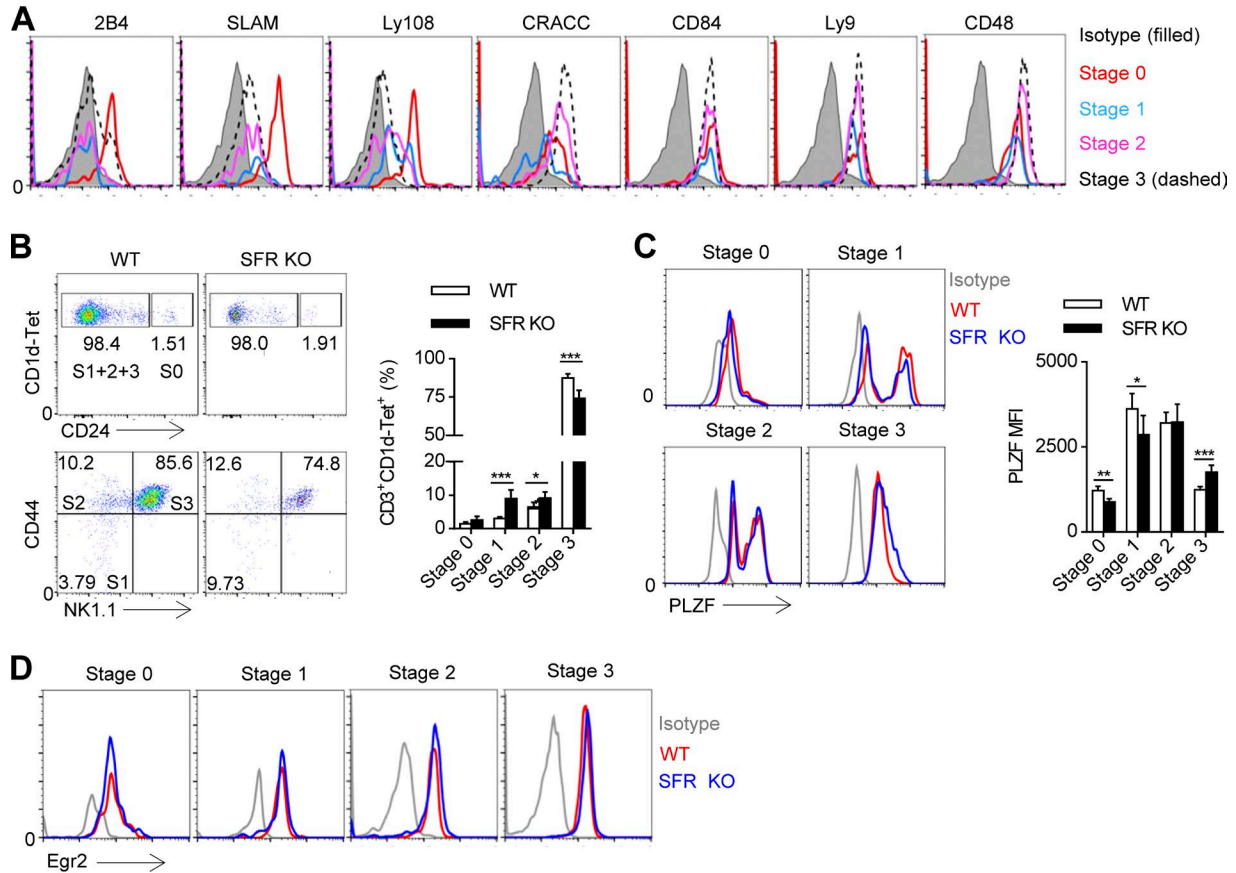 A
2B4 SLAM Ly108 CRACC CD84 Ly9 CD48
Isotype (filled)
Stage 0
Stage 1
Stage 2
Stage 3 (dashed)
0
B
WT SFR KO
CD1d-Tet
98.4 1.51 98.0 1.91
S1+2+3 S0
0
CD24
10.2 85.6 12.6 74.8
S2 S3
CD44
3.79 S1 9.73
0
NK1.1
WT
SFR KO
CD3+CD1d-Tet+ (%)
100
75
50
20
10
0
***
*
***
Stage 0 Stage 1 Stage 2 Stage 3
C
Stage 0 Stage 1
Isotype
WT
SFR KO
0
Stage 2 Stage 3
0
PLZF
WT
SFR KO
PLZF MFI
5000
2500
0
**
*
***
Stage 0 Stage 1 Stage 2 Stage 3
D
Stage 0 Stage 1 Stage 2 Stage 3
Isotype
WT
SFR KO
0
Egr2